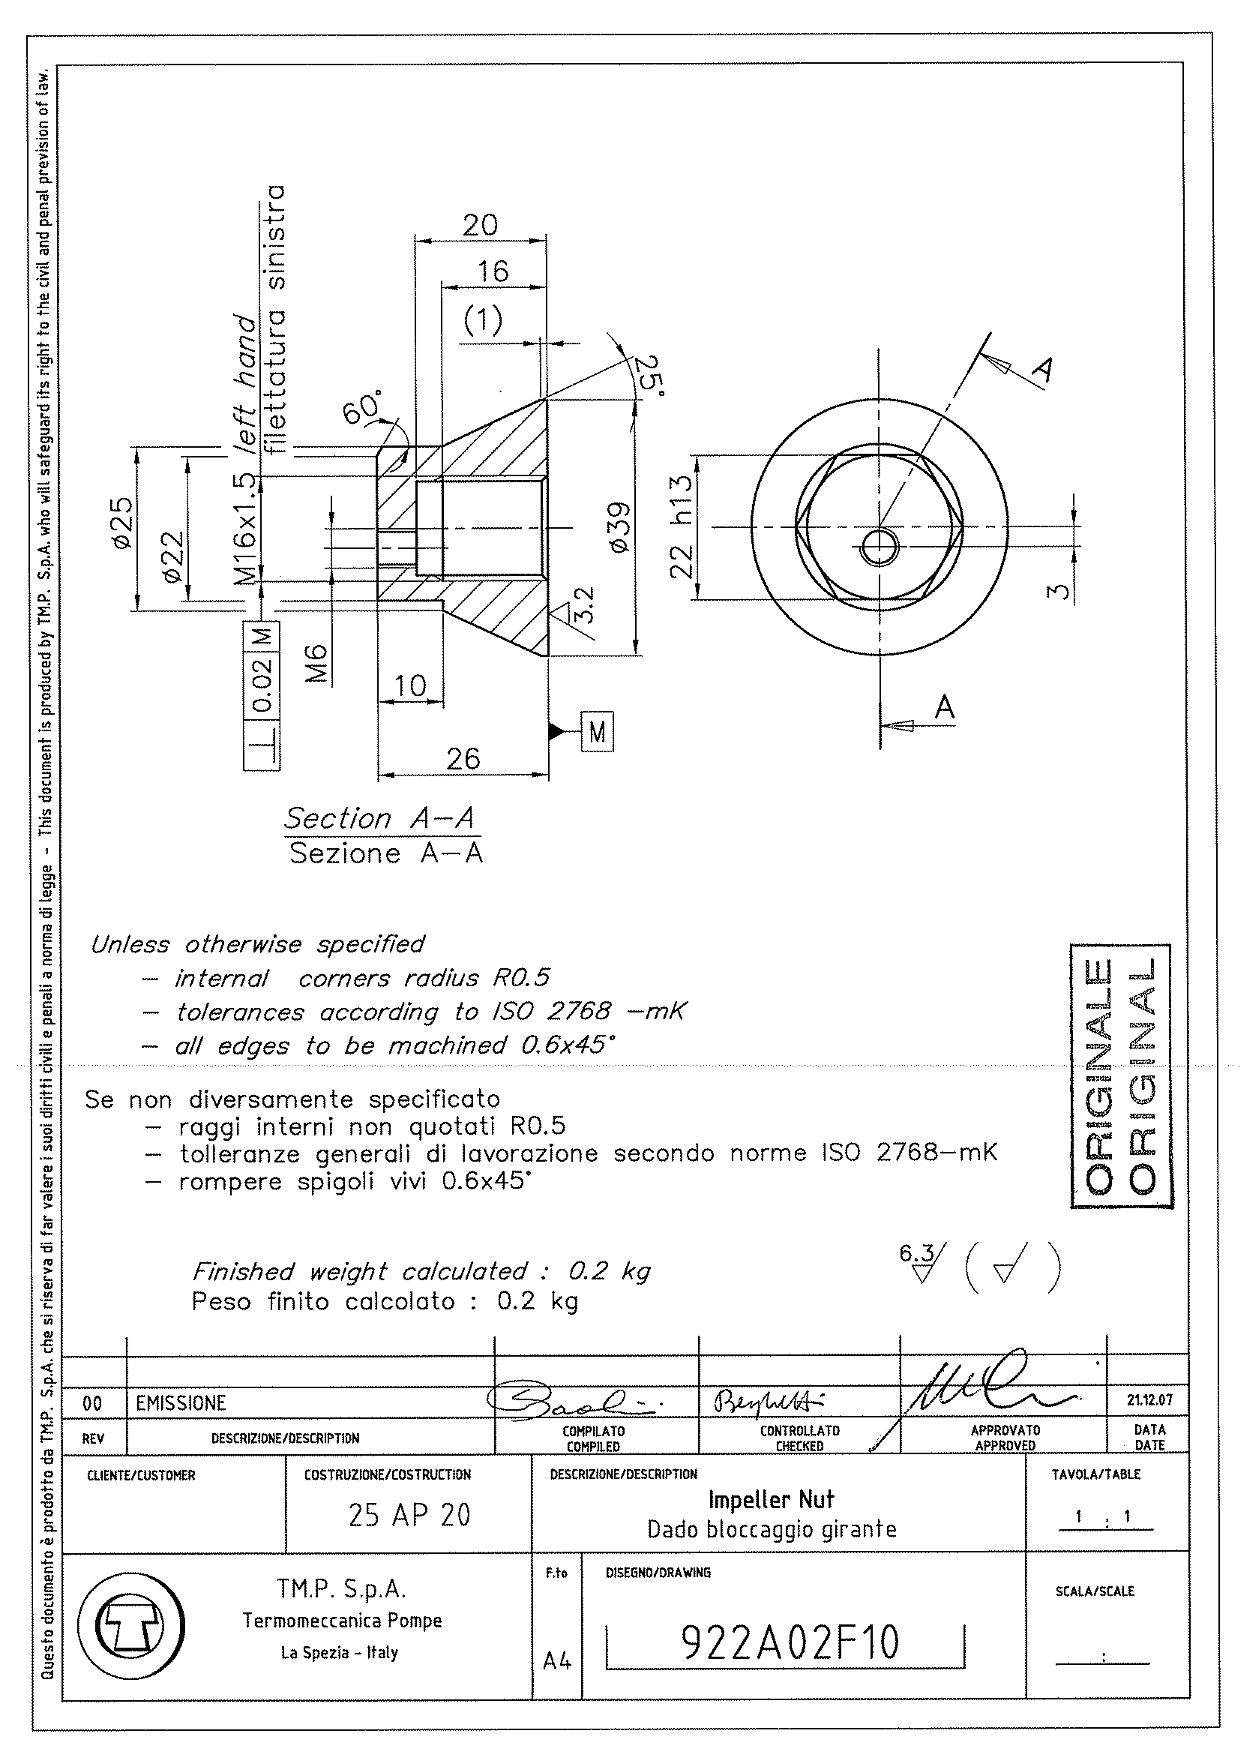 Questo documento è prodotto da T.M.P. S.p.A. che si riserva di far valere i suoi diritti civili e penali a norma di legge - This document is produced by T.M.P. S.p.A. who will safeguard its right to the civil and penal prevision of law.
20
16
(1)
25°
60°
M16x1.5 left hand
filettatura sinistra
ø25
ø22
M6
⊥ 0.02 M
10
26
3.2
ø39
M
22 h13
3
A
A
Section A-A
Sezione A-A
Unless otherwise specified
- internal corners radius R0.5
- tolerances according to ISO 2768 -mK
- all edges to be machined 0.6x45°
Se non diversamente specificato
- raggi interni non quotati R0.5
- tolleranze generali di lavorazione secondo norme ISO 2768-mK
- rompere spigoli vivi 0.6x45°
ORIGINALE
ORIGINAL
Finished weight calculated : 0.2 kg
Peso finito calcolato : 0.2 kg
6.3 ( )
00 EMISSIONE 21.12.07
REV DESCRIZIONE/DESCRIPTION COMPILATO CONTROLLATO APPROVATO DATA
COMPILED CHECKED APPROVED DATE
CLIENTE/CUSTOMER
COSTRUZIONE/COSTRUCTION
25 AP 20
DESCRIZIONE/DESCRIPTION
Impeller Nut
Dado bloccaggio girante
TAVOLA/TABLE
1 : 1
T.M.P. S.p.A.
Termomeccanica Pompe
La Spezia - Italy
F.to
A4
DISEGNO/DRAWING
922A02F10
SCALA/SCALE
: